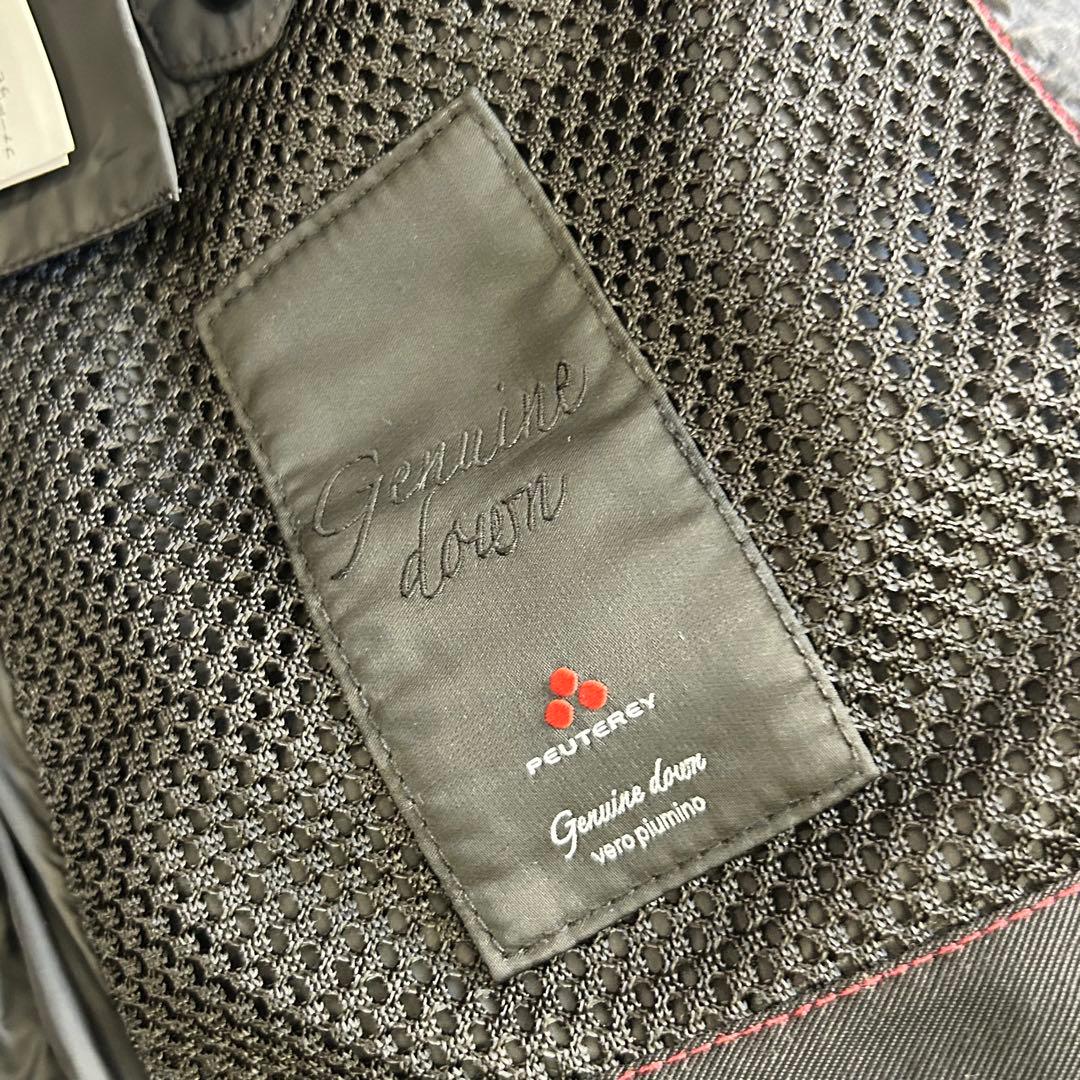 Genuine
down
PEUTEREY
Genuine down
vero piumino